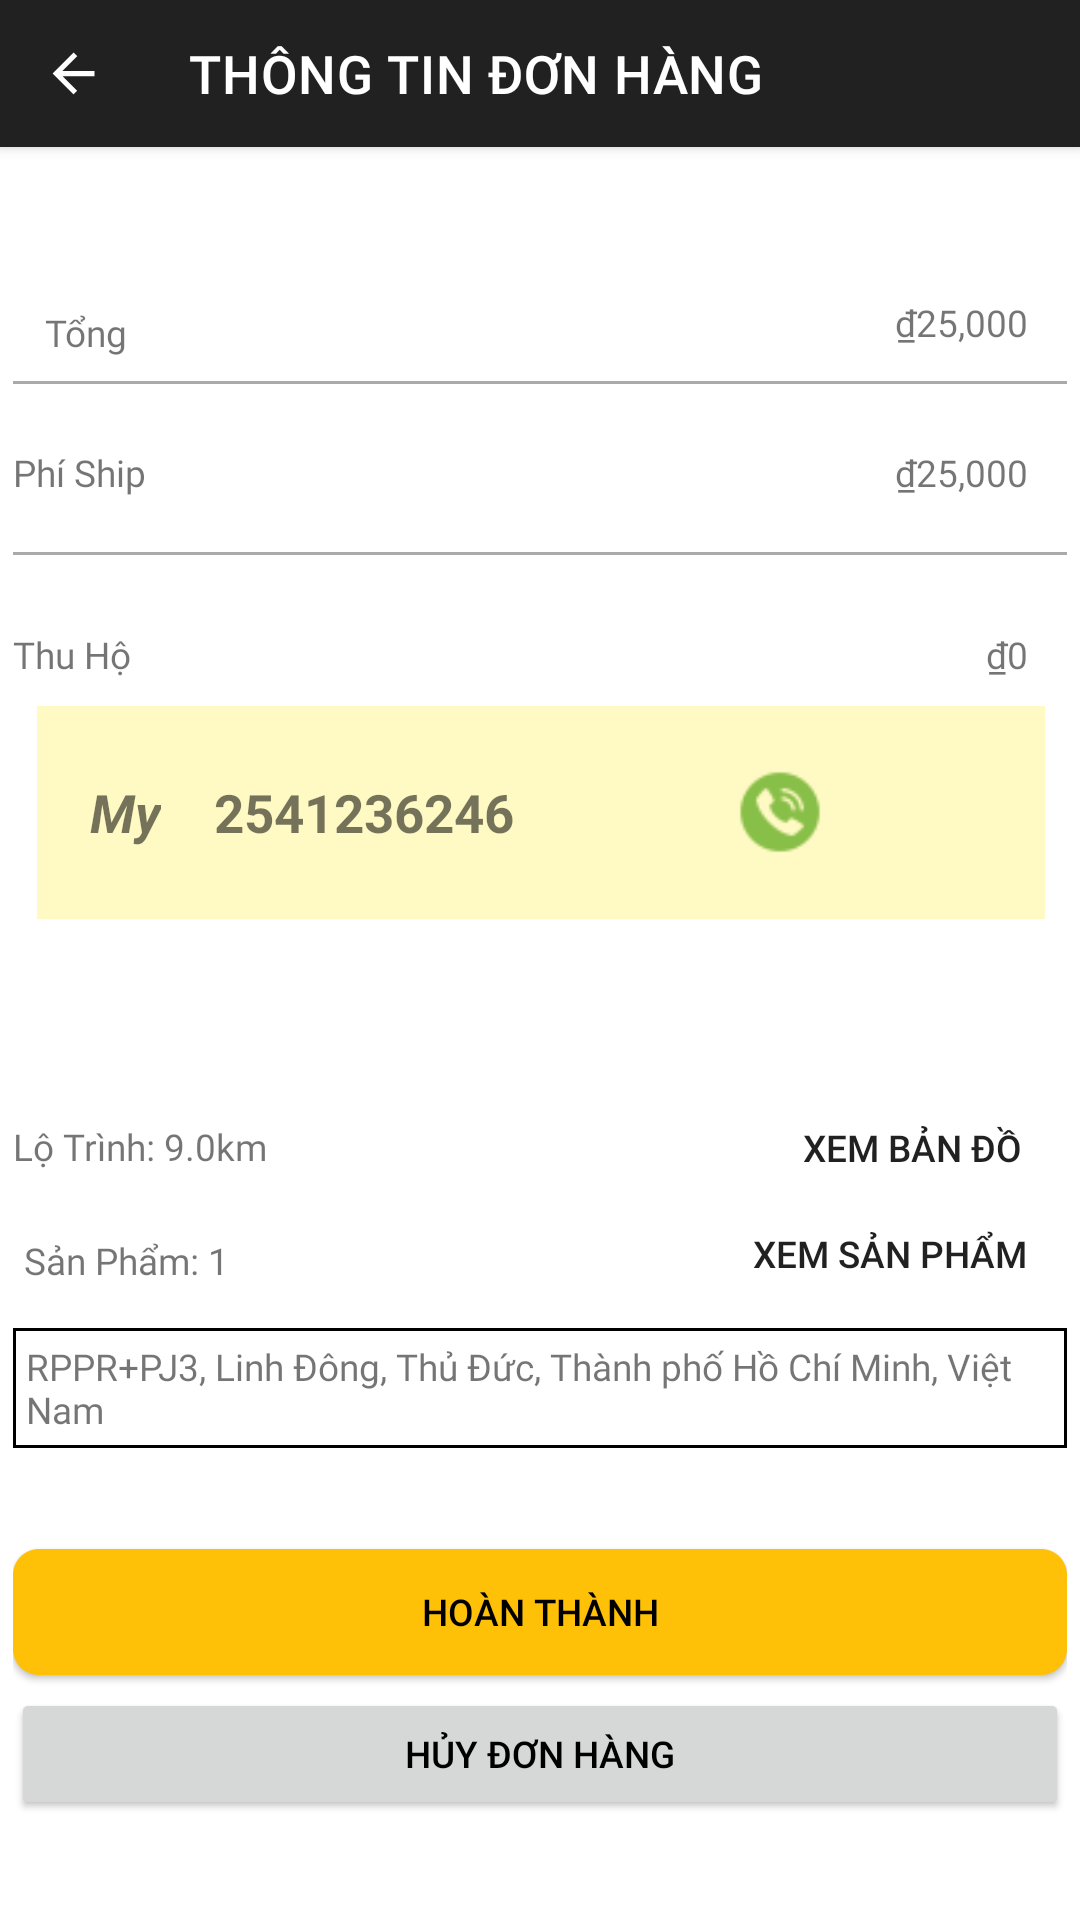 THÔNG TIN ĐƠN HÀNG
Tổng ₫25,000
Phí Ship ₫25,000
Thu Hộ ₫0
My 2541236246
Lộ Trình: 9.0km XEM BẢN ĐỒ
Sản Phẩm: 1 XEM SẢN PHẨM
RPPR+PJ3, Linh Đông, Thủ Đức, Thành phố Hồ Chí Minh, Việt
Nam
HOÀN THÀNH
HỦY ĐƠN HÀNG